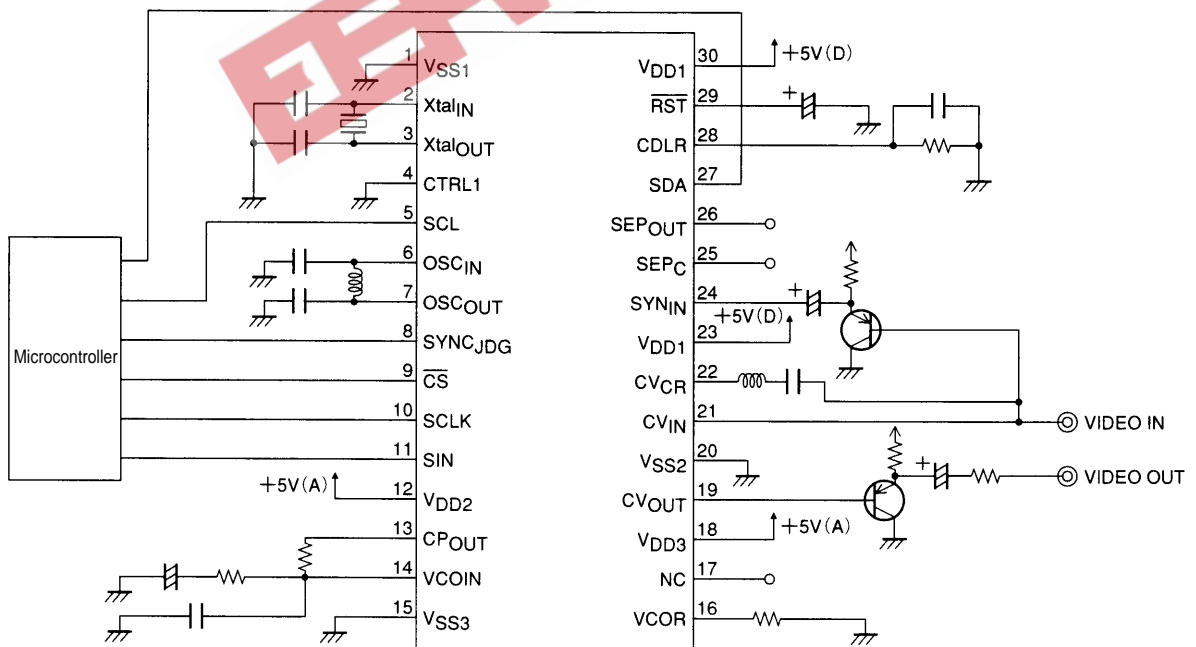 1 VSS1
2 XtalIN
3 XtalOUT
4 CTRL1
5 SCL
6 OSCIN
7 OSCOUT
8 SYNCJDG
9 CS
10 SCLK
11 SIN
+5V(A)
12 VDD2
13 CPOUT
14 VCOIN
15 VSS3
Microcontroller
VDD1 30 +5V(D)
RST 29 +
CDLR 28
SDA 27
SEPOUT 26
SEPC 25
SYNIN 24 +
+5V(D)
VDD1 23
CVCR 22
CVIN 21 VIDEO IN
VSS2 20
+ VIDEO OUT
CVOUT 19
VDD3 18 +5V(A)
NC 17
VCOR 16